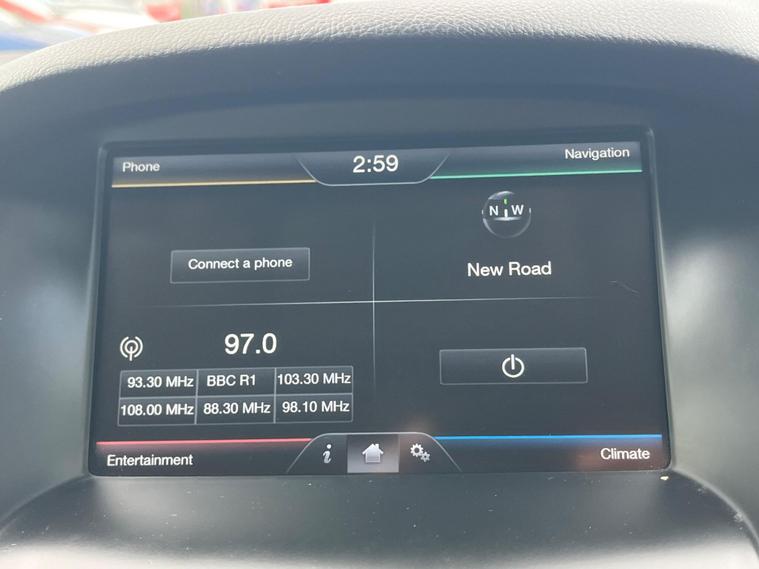 Phone
2:59
Navigation
N W
Connect a phone
New Road
97.0
93.30 MHz BBC R1 103.30 MHz
108.00 MHz 88.30 MHz 98.10 MHz
Entertainment
i
Climate